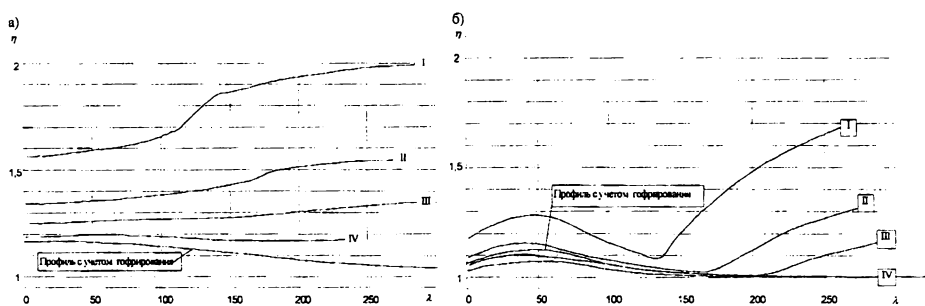 а)
η
2
1,5
1
I
II
III
IV
Профиль с учетом гофрирования
0 50 100 150 200 250 λ
б)
η
2
1,5
1
I
II
III
IV
Профиль с учетом гофрирования
0 50 100 150 200 250 λ